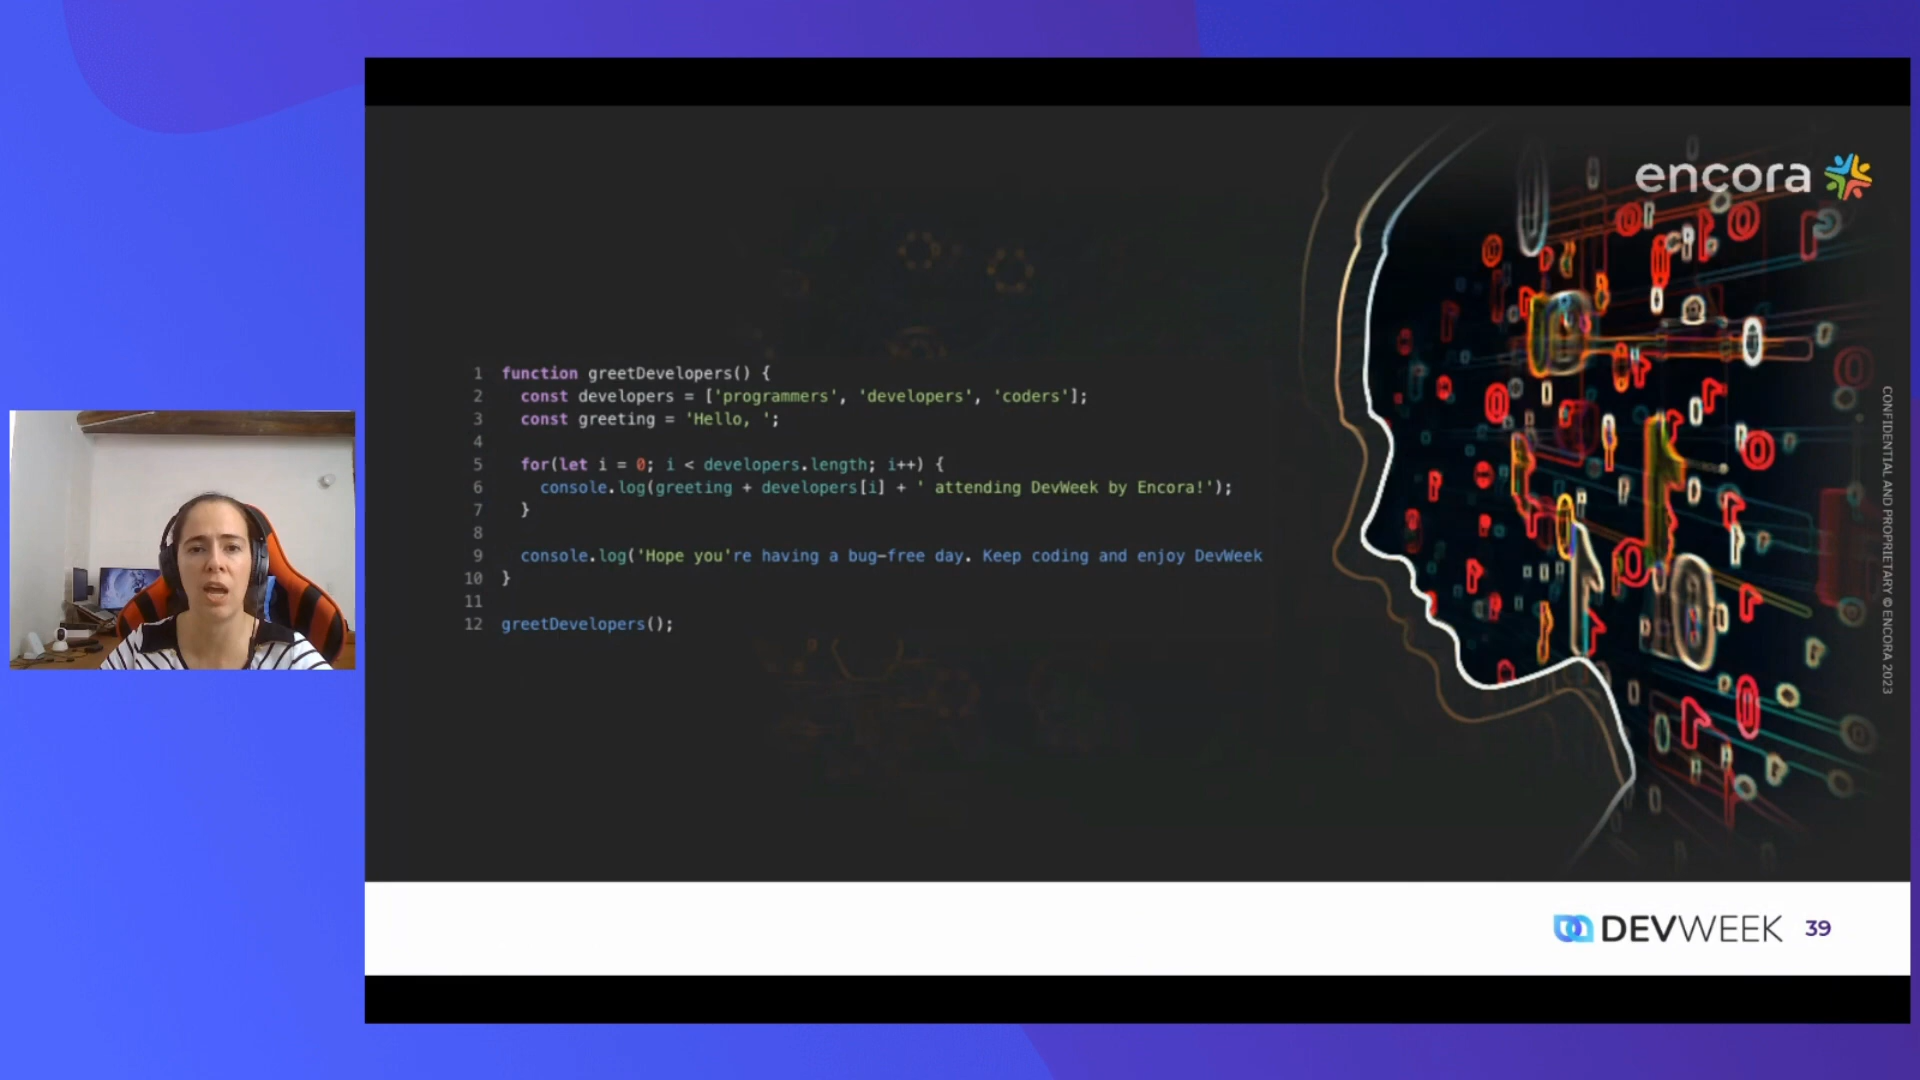 encora
1 function greetDevelopers() {
2 const developers = ['programmers', 'developers', 'coders'];
3 const greeting = 'Hello, ';
4
5 for(let i = 0; i < developers.length; i++) {
6 console.log(greeting + developers[i] + ' attending DevWeek by Encora!');
7 }
8
9 console.log('Hope you're having a bug-free day. Keep coding and enjoy DevWeek
10 }
11
12 greetDevelopers();
CONFIDENTIAL AND PROPRIETARY © ENCORA 2023
DEVWEEK 39